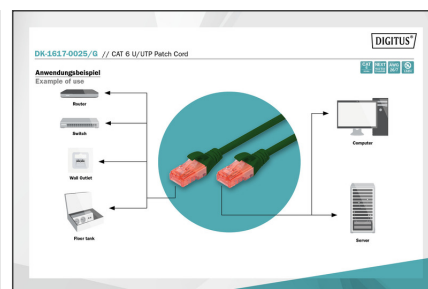 DIGITUS®
DK-1617-0025/G // CAT 6 U/UTP Patch Cord
Anwendungsbeispiel
Example of use
Router
Switch
Wall Outlet
Floor tank
Computer
Server